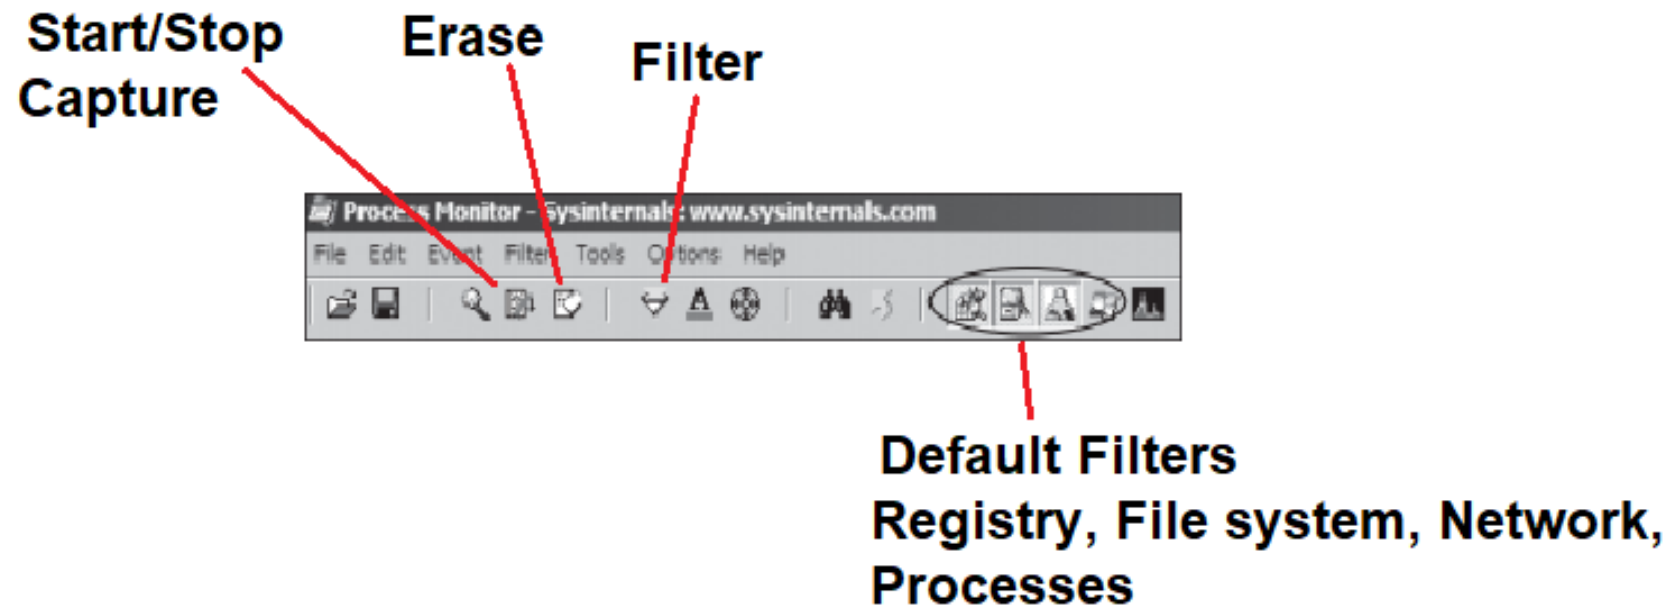 Start/Stop
Capture
Erase
Filter
Process Monitor - Sysinternals: www.sysinternals.com
File Edit Event Filter Tools Options Help
Default Filters
Registry, File system, Network,
Processes